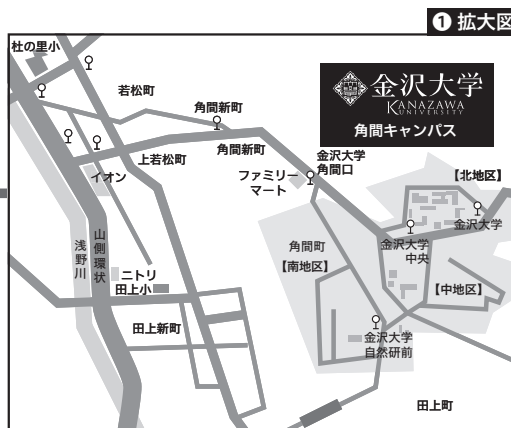 ❶ 拡大図
杜の里小
若松町
角間新町
上若松町
角間新町
イオン
金沢大学
KANAZAWA
UNIVERSITY
角間キャンパス
金沢大学
角間口
ファミリー
マート
【北地区】
金沢大学
金沢大学
中央
角間町
【南地区】
【中地区】
山側環状
浅野川
ニトリ
田上小
田上新町
金沢大学
自然研前
田上町